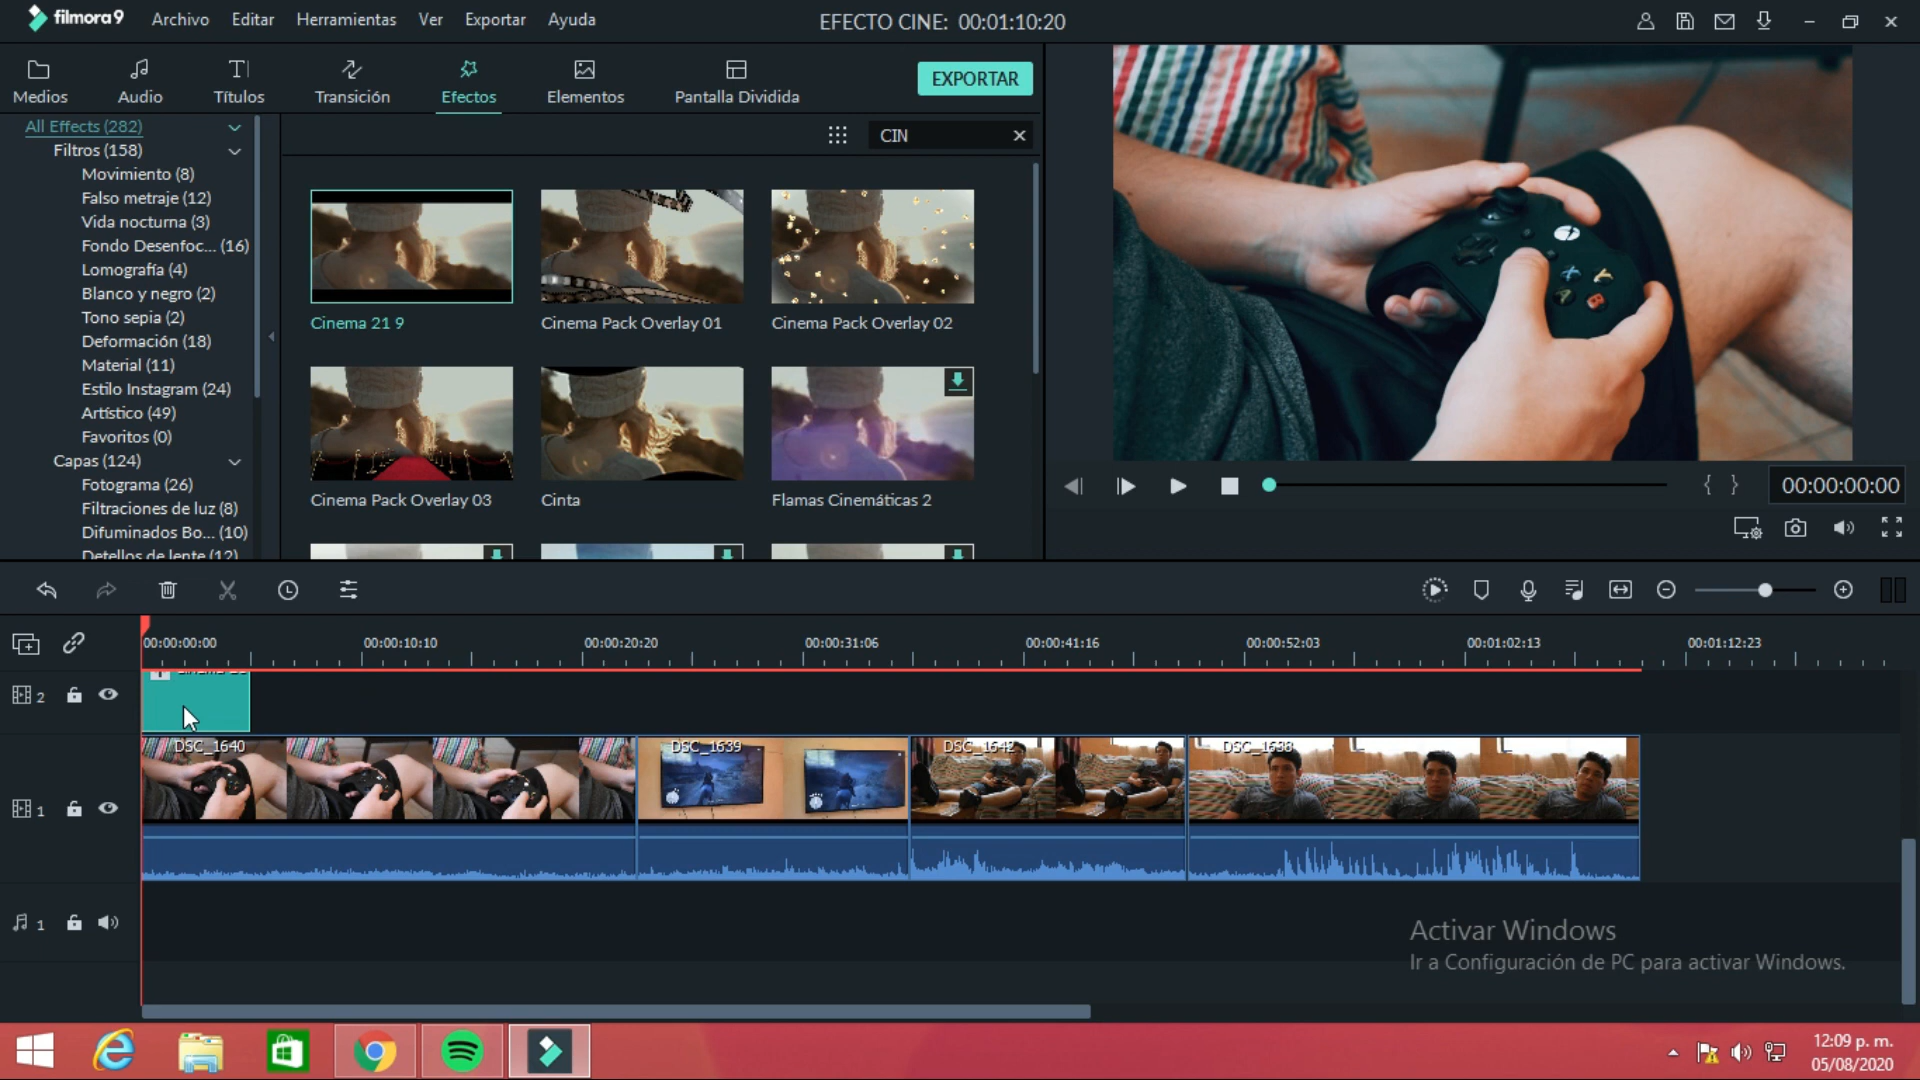 filmora9
Archivo Editar Herramientas Ver Exportar Ayuda
EFECTO CINE: 00:01:10:20
Medios Audio Títulos Transición Efectos Elementos Pantalla Dividida
EXPORTAR
All Effects (282)
CIN
Filtros (158)
Movimiento (8)
Falso metraje (12)
Vida nocturna (3)
Fondo Desenfoc... (16)
Lomografía (4)
Blanco y negro (2)
Tono sepia (2)
Deformación (18)
Material (11)
Estilo Instagram (24)
Artístico (49)
Favoritos (0)
Capas (124)
Fotograma (26)
Filtraciones de luz (8)
Difuminados Bo... (10)
Detellos de lente (12)
Cinema 21 9
Cinema Pack Overlay 01
Cinema Pack Overlay 02
Cinema Pack Overlay 03
Cinta
Flamas Cinemáticas 2
X Y A B
{ } 00:00:00:00
00:00:00:00 00:00:10:10 00:00:20:20 00:00:31:06 00:00:41:16 00:00:52:03 00:01:02:13 00:01:12:23
2
DSC_1640 DSC_1639 DSC_1642 DSC_1638
1
1
Activar Windows
Ir a Configuración de PC para activar Windows.
12:09 p. m.
05/08/2020